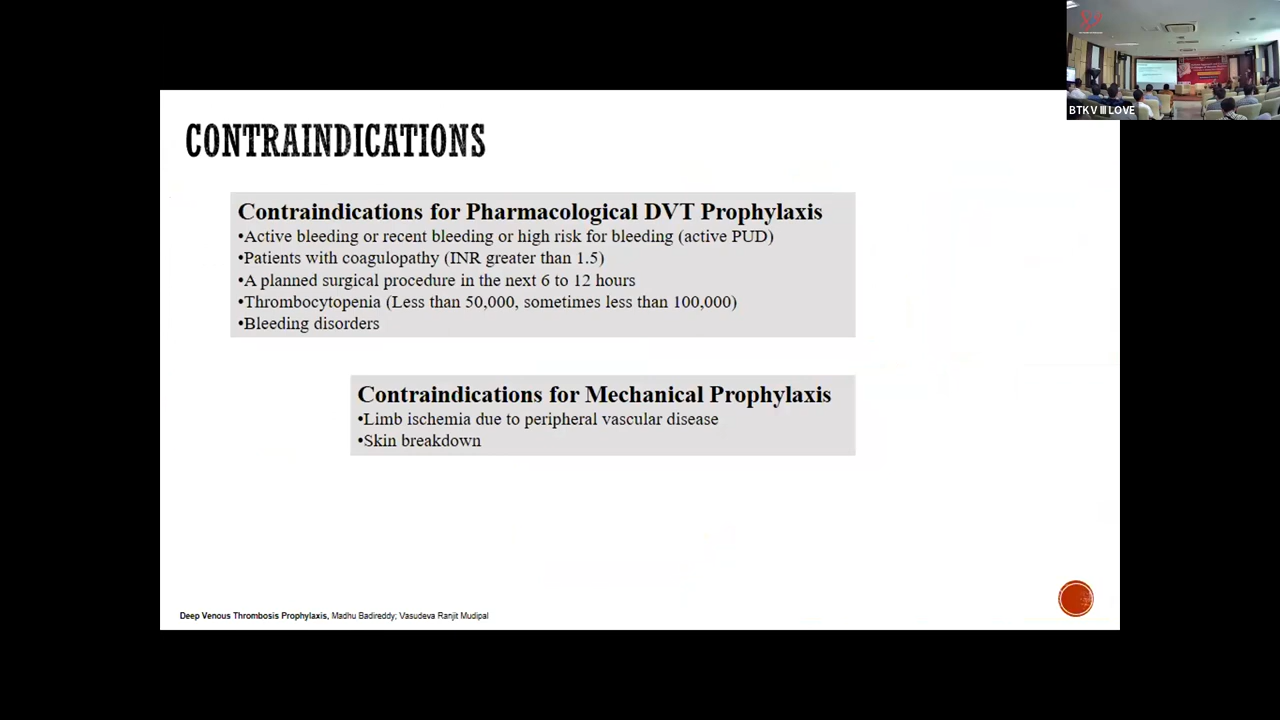 BTKV III LOVE
CONTRAINDICATIONS
Contraindications for Pharmacological DVT Prophylaxis
•Active bleeding or recent bleeding or high risk for bleeding (active PUD)
•Patients with coagulopathy (INR greater than 1.5)
•A planned surgical procedure in the next 6 to 12 hours
•Thrombocytopenia (Less than 50,000, sometimes less than 100,000)
•Bleeding disorders
Contraindications for Mechanical Prophylaxis
•Limb ischemia due to peripheral vascular disease
•Skin breakdown
Deep Venous Thrombosis Prophylaxis, Madhu Badireddy; Vasudeva Ranjit Mudipal